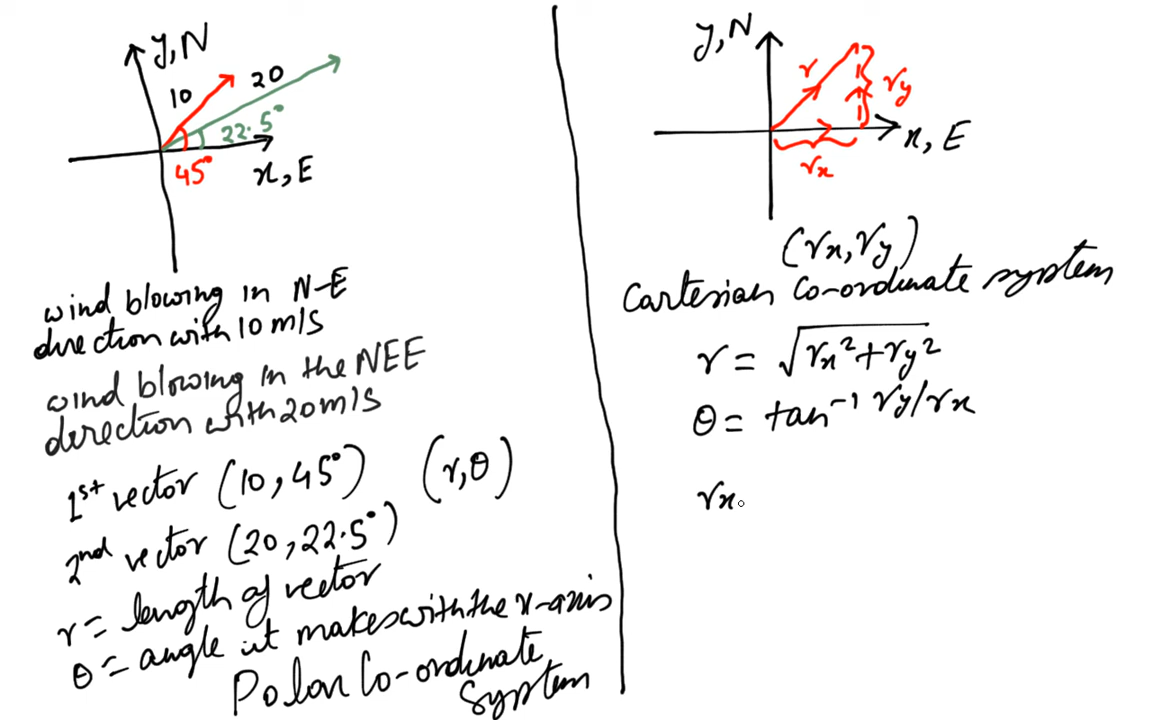 y, N
10
20
22.5°
45°
x, E
wind blowing in N-E
direction with 10 m/s
wind blowing in the NEE
direction with 20 m/s
1st vector (10, 45°) (r, θ)
2nd vector (20, 22.5°)
r = length of vector
θ = angle it makes with the x-axis
Polar Co-ordinate
System
y, N
r
ry
x, E
rx
(rx, ry)
Cartesian Co-ordinate system
r = √rx² + ry²
θ = tan⁻¹ ry/rx
rx